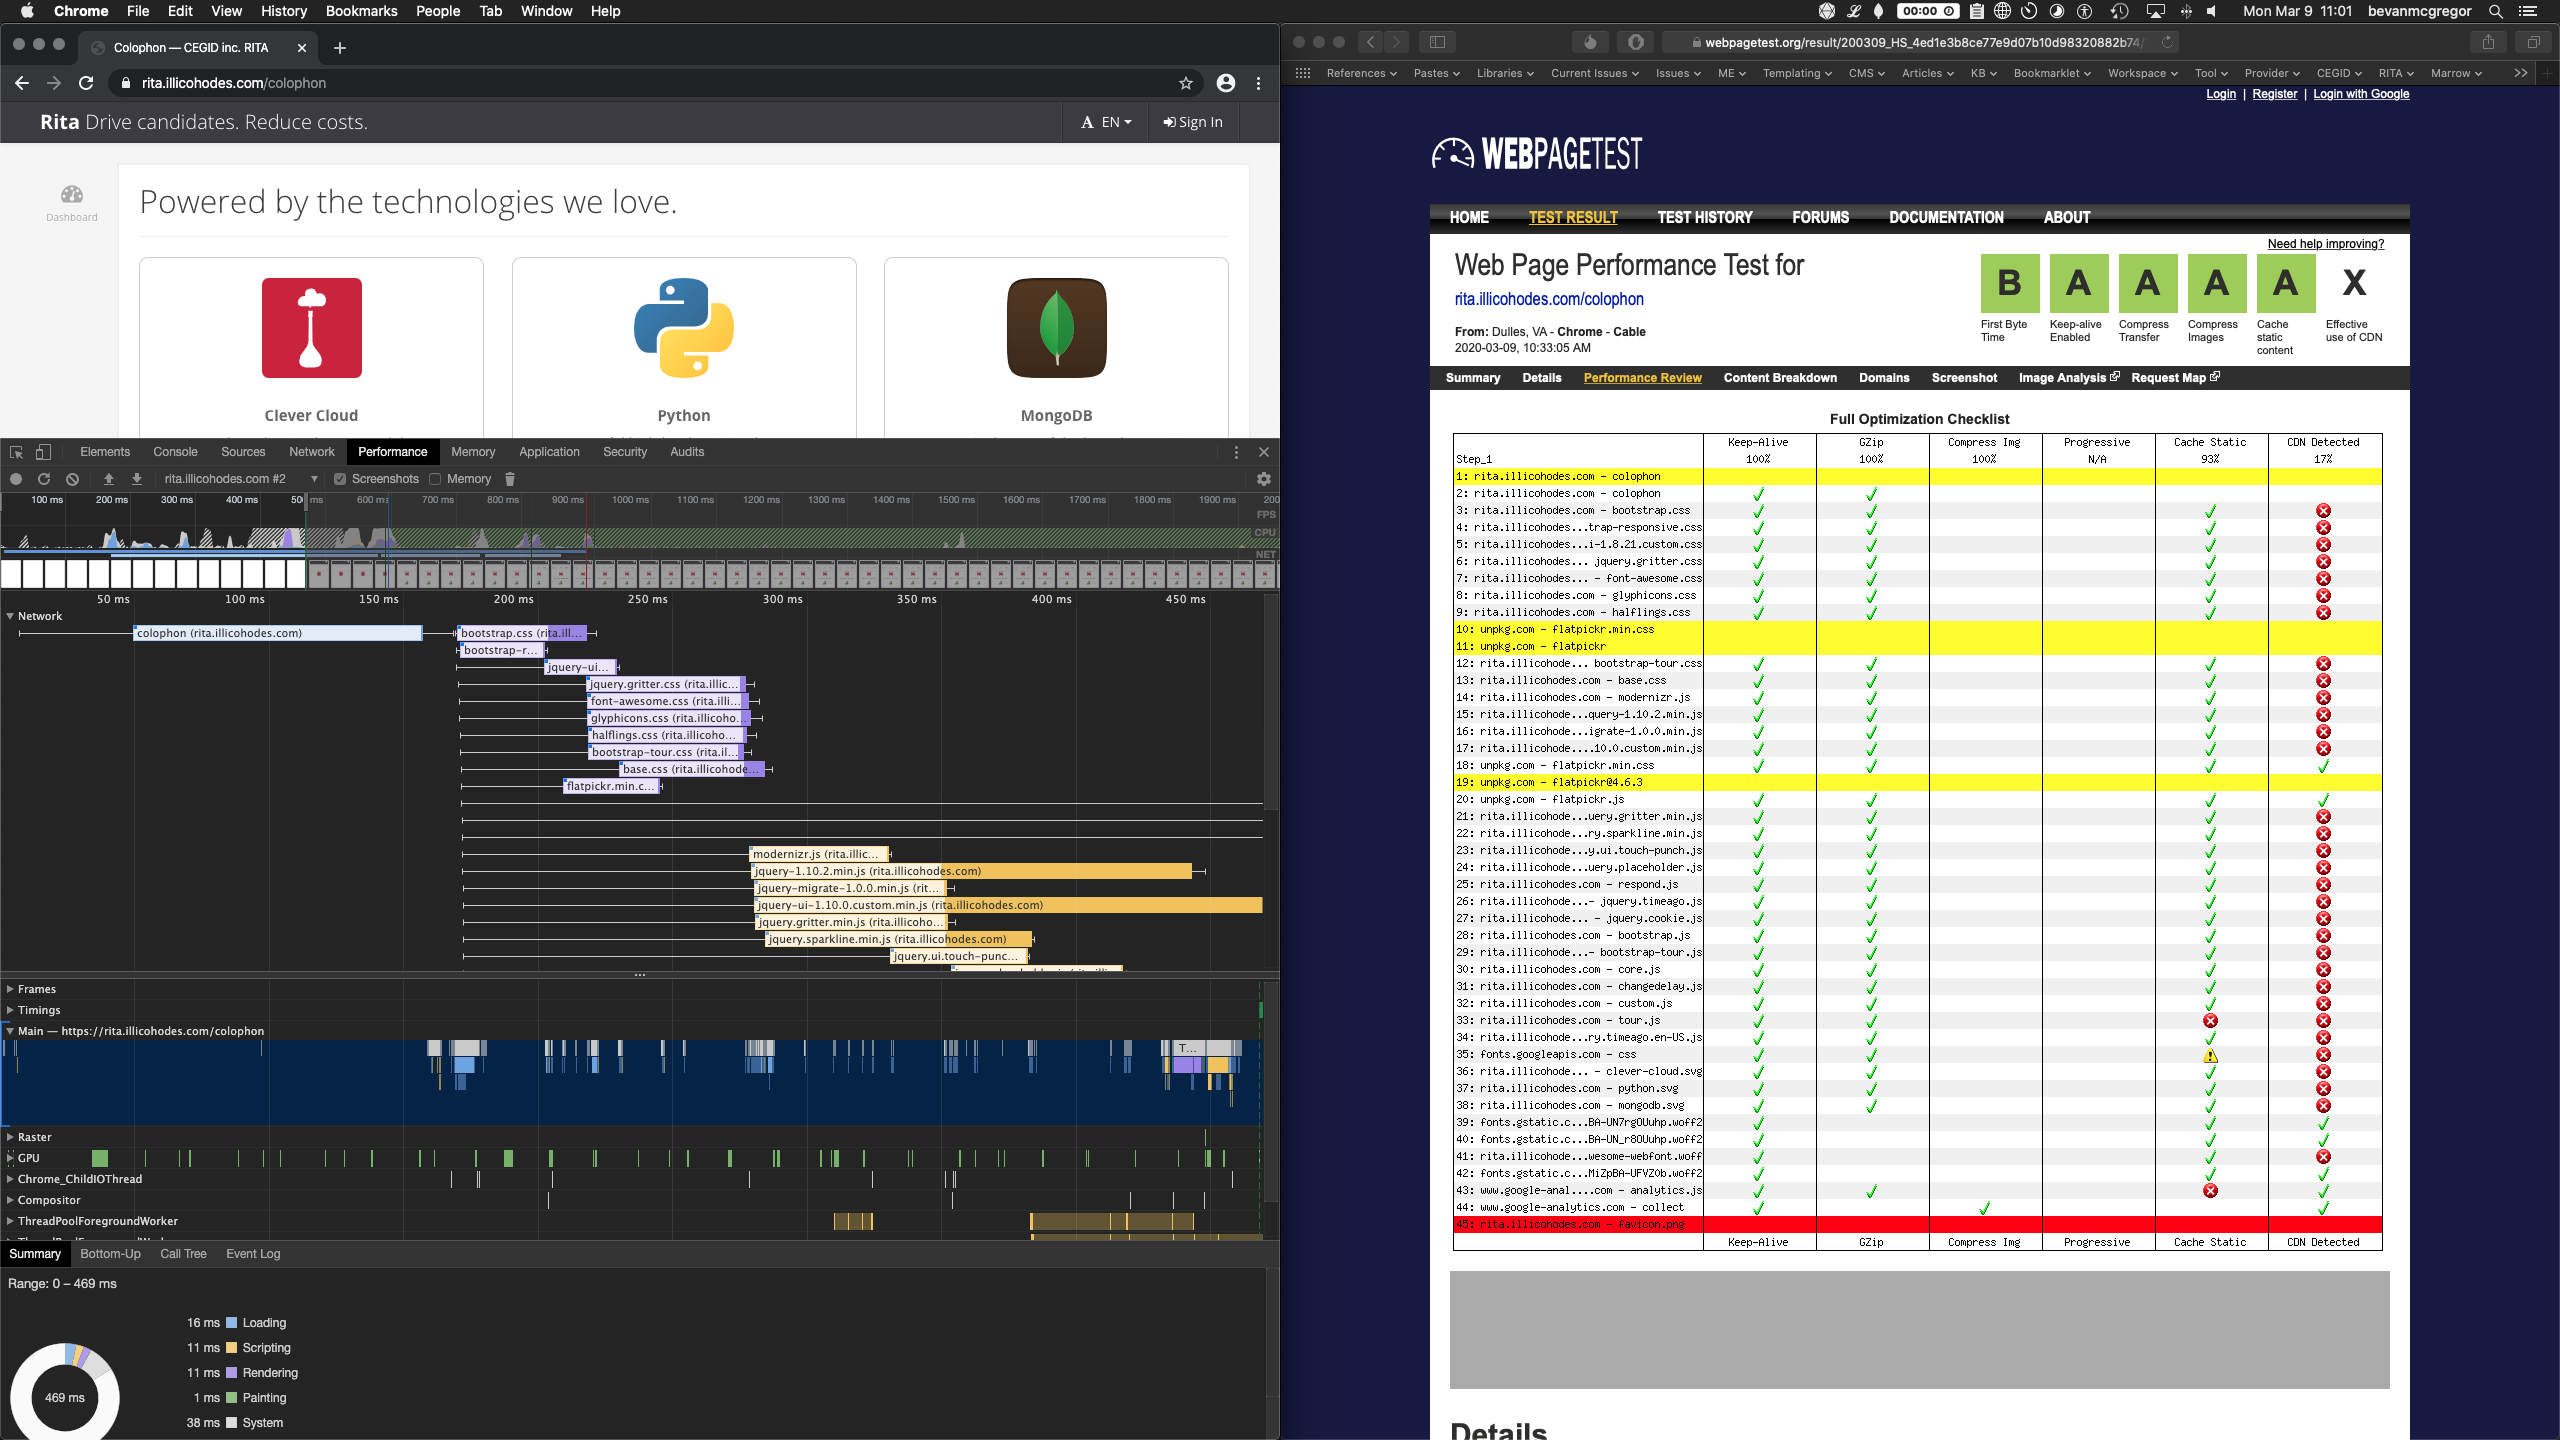 Chrome File Edit View History Bookmarks People Tab Window Help
00:00
Mon Mar 9 11:01 bevanmcgregor
Colophon — CEGID inc. RITA
rita.illicohodes.com/colophon
Rita Drive candidates. Reduce costs.
A EN
Sign In
Dashboard
Powered by the technologies we love.
Clever Cloud
Python
MongoDB
Elements Console Sources Network Performance Memory Application Security Audits
rita.illicohodes.com #2
Screenshots
Memory
100 ms 200 ms 300 ms 400 ms 50 ms 600 ms 700 ms 800 ms 900 ms 1000 ms 1100 ms 1200 ms 1300 ms 1400 ms 1500 ms 1600 ms 1700 ms 1800 ms 1900 ms 200
FPS
CPU
NET
50 ms 100 ms 150 ms 200 ms 250 ms 300 ms 350 ms 400 ms 450 ms
Network
colophon (rita.illicohodes.com)
bootstrap.css (rita.ill...
bootstrap-r...
jquery-ui...
jquery.gritter.css (rita.illic...
font-awesome.css (rita.illi...
glyphicons.css (rita.illicoho...
halflings.css (rita.illicoho...
bootstrap-tour.css (rita.il...
base.css (rita.illicohode...
flatpickr.min.c...
modernizr.js (rita.illic...
jquery-1.10.2.min.js (rita.illicohodes.com)
jquery-migrate-1.0.0.min.js (rit...
jquery-ui-1.10.0.custom.min.js (rita.illicohodes.com)
jquery.gritter.min.js (rita.illicoho...
jquery.sparkline.min.js (rita.illicohodes.com)
jquery.ui.touch-punc...
Frames
Timings
Main — https://rita.illicohodes.com/colophon
T...
Raster
GPU
Chrome_ChildIOThread
Compositor
ThreadPoolForegroundWorker
Summary Bottom-Up Call Tree Event Log
Range: 0 – 469 ms
469 ms
16 ms Loading
11 ms Scripting
11 ms Rendering
1 ms Painting
38 ms System
webpagetest.org/result/200309_HS_4ed1e3b8ce77e9d07b10d98320882b74/
References Pastes Libraries Current Issues Issues ME Templating CMS Articles KB Bookmarklet Workspace Tool Provider CEGID RITA Marrow
Login | Register | Login with Google
WEBPAGETEST
HOME TEST RESULT TEST HISTORY FORUMS DOCUMENTATION ABOUT
Need help improving?
Web Page Performance Test for
rita.illicohodes.com/colophon
From: Dulles, VA - Chrome - Cable
2020-03-09, 10:33:05 AM
B A A A A X
First Byte Time
Keep-alive Enabled
Compress Transfer
Compress Images
Cache static content
Effective use of CDN
Summary Details Performance Review Content Breakdown Domains Screenshot Image Analysis Request Map
Full Optimization Checklist
Keep-Alive GZip Compress Img Progressive Cache Static CDN Detected
Step_1 100% 100% 100% N/A 93% 17%
1: rita.illicohodes.com - colophon
2: rita.illicohodes.com - colophon
3: rita.illicohodes.com - bootstrap.css
4: rita.illicohodes...trap-responsive.css
5: rita.illicohodes...i-1.8.21.custom.css
6: rita.illicohodes... jquery.gritter.css
7: rita.illicohodes... - font-awesome.css
8: rita.illicohodes.com - glyphicons.css
9: rita.illicohodes.com - halflings.css
10: unpkg.com - flatpickr.min.css
11: unpkg.com - flatpickr
12: rita.illicohode... bootstrap-tour.css
13: rita.illicohodes.com - base.css
14: rita.illicohodes.com - modernizr.js
15: rita.illicohode...query-1.10.2.min.js
16: rita.illicohode...igrate-1.0.0.min.js
17: rita.illicohode....10.0.custom.min.js
18: unpkg.com - flatpickr.min.css
19: unpkg.com - flatpickr@4.6.3
20: unpkg.com - flatpickr.js
21: rita.illicohode...uery.gritter.min.js
22: rita.illicohode...ry.sparkline.min.js
23: rita.illicohode...y.ui.touch-punch.js
24: rita.illicohode...uery.placeholder.js
25: rita.illicohodes.com - respond.js
26: rita.illicohode...- jquery.timeago.js
27: rita.illicohode... - jquery.cookie.js
28: rita.illicohodes.com - bootstrap.js
29: rita.illicohode...- bootstrap-tour.js
30: rita.illicohodes.com - core.js
31: rita.illicohodes.com - changedelay.js
32: rita.illicohodes.com - custom.js
33: rita.illicohodes.com - tour.js
34: rita.illicohode...ry.timeago.en-US.js
35: fonts.googleapis.com - css
36: rita.illicohode... - clever-cloud.svg
37: rita.illicohodes.com - python.svg
38: rita.illicohodes.com - mongodb.svg
39: fonts.gstatic.c...BA-UN7rgOUuhp.woff2
40: fonts.gstatic.c...BA-UN_r8OUuhp.woff2
41: rita.illicohode...wesome-webfont.woff
42: fonts.gstatic.c...MiZpBA-UFVZ0b.woff2
43: www.google-anal....com - analytics.js
44: www.google-analytics.com - collect
45: rita.illicohodes.com - favicon.png
Keep-Alive GZip Compress Img Progressive Cache Static CDN Detected
Details